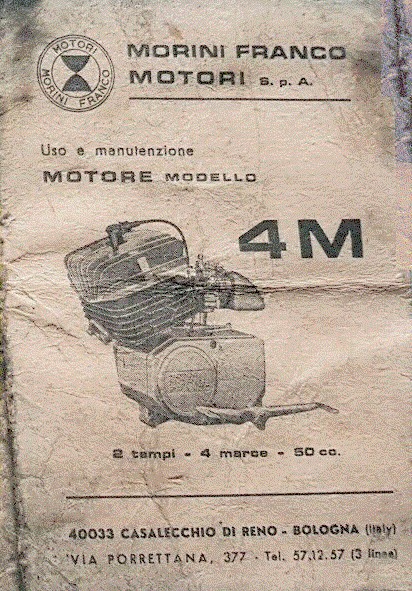 MOTORI
MORINI FRANCO
MORINI FRANCO
MOTORI S.p.A.
Uso e manutenzione
MOTORE MODELLO
4M
2 tempi - 4 marce - 50 cc.
40033 CASALECCHIO DI RENO - BOLOGNA (Italy)
VIA PORRETTANA, 377 - Tel. 57.12.57 (3 linee)